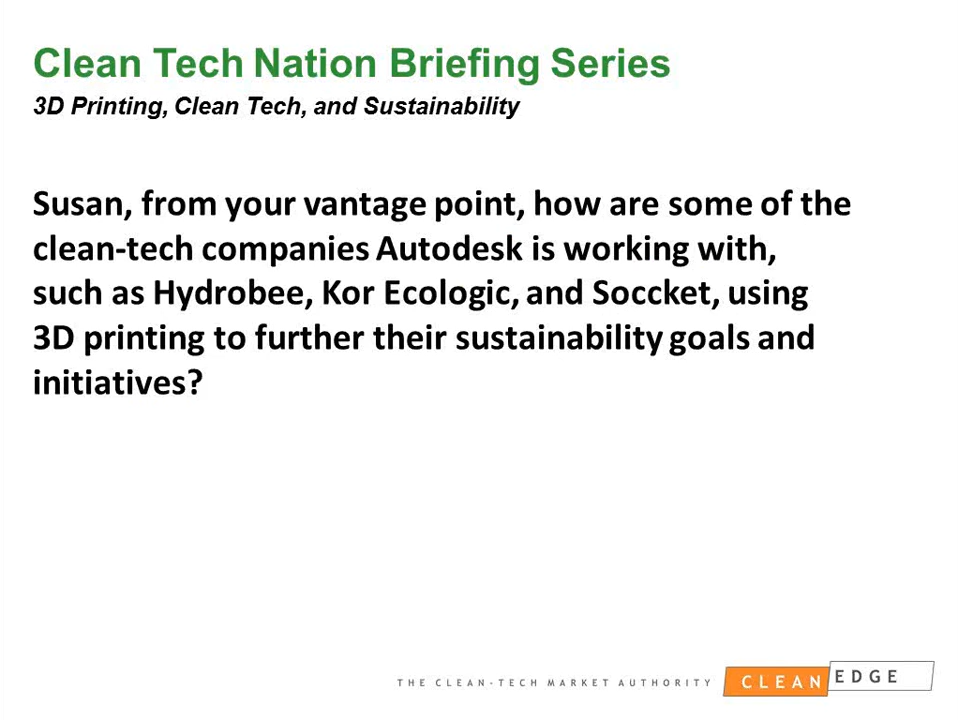 Clean Tech Nation Briefing Series
3D Printing, Clean Tech, and Sustainability
Susan, from your vantage point, how are some of the
clean-tech companies Autodesk is working with,
such as Hydrobee, Kor Ecologic, and Soccket, using
3D printing to further their sustainability goals and
initiatives?
THE CLEAN-TECH MARKET AUTHORITY CLEAN EDGE